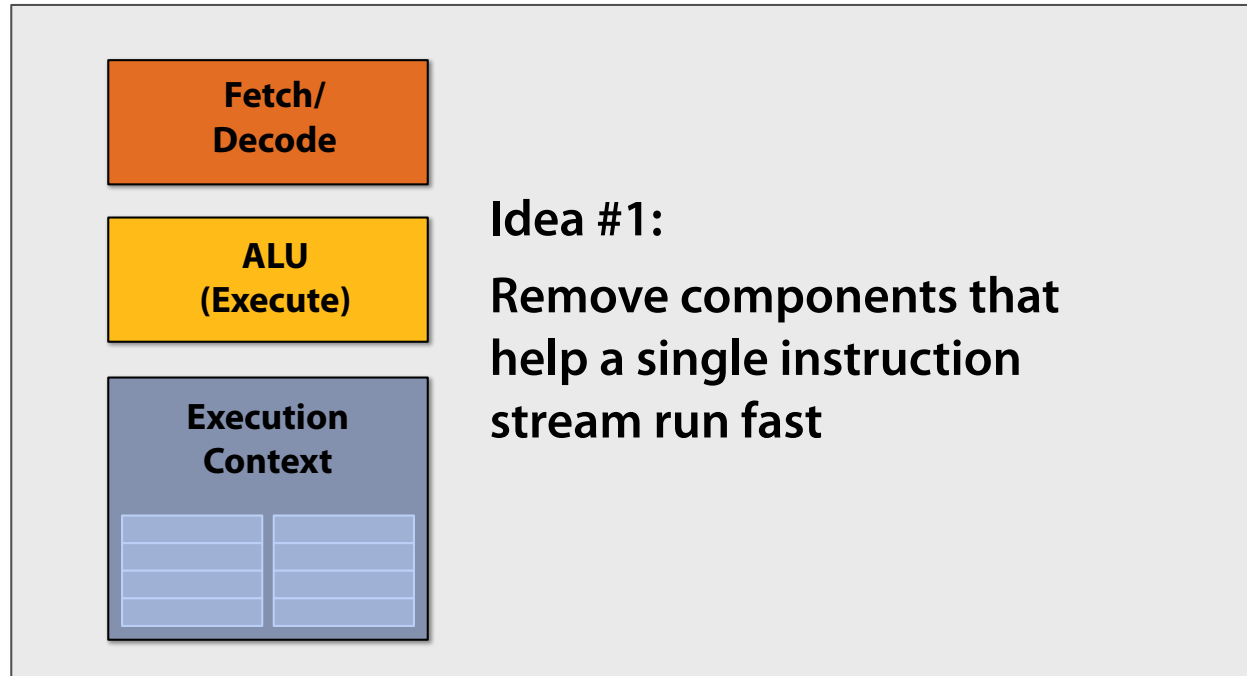 Fetch/
Decode
ALU
(Execute)
Execution
Context
Idea #1:
Remove components that
help a single instruction
stream run fast